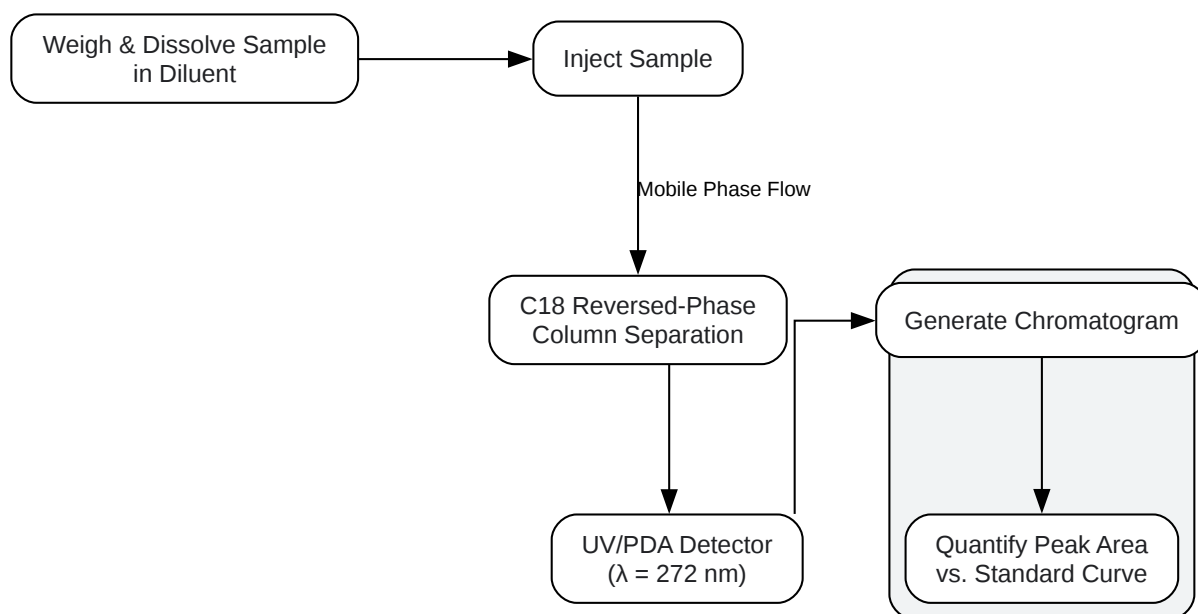 Weigh & Dissolve Sample
in Diluent
Inject Sample
Mobile Phase Flow
C18 Reversed-Phase
Column Separation
Generate Chromatogram
UV/PDA Detector
(λ = 272 nm)
Quantify Peak Area
vs. Standard Curve